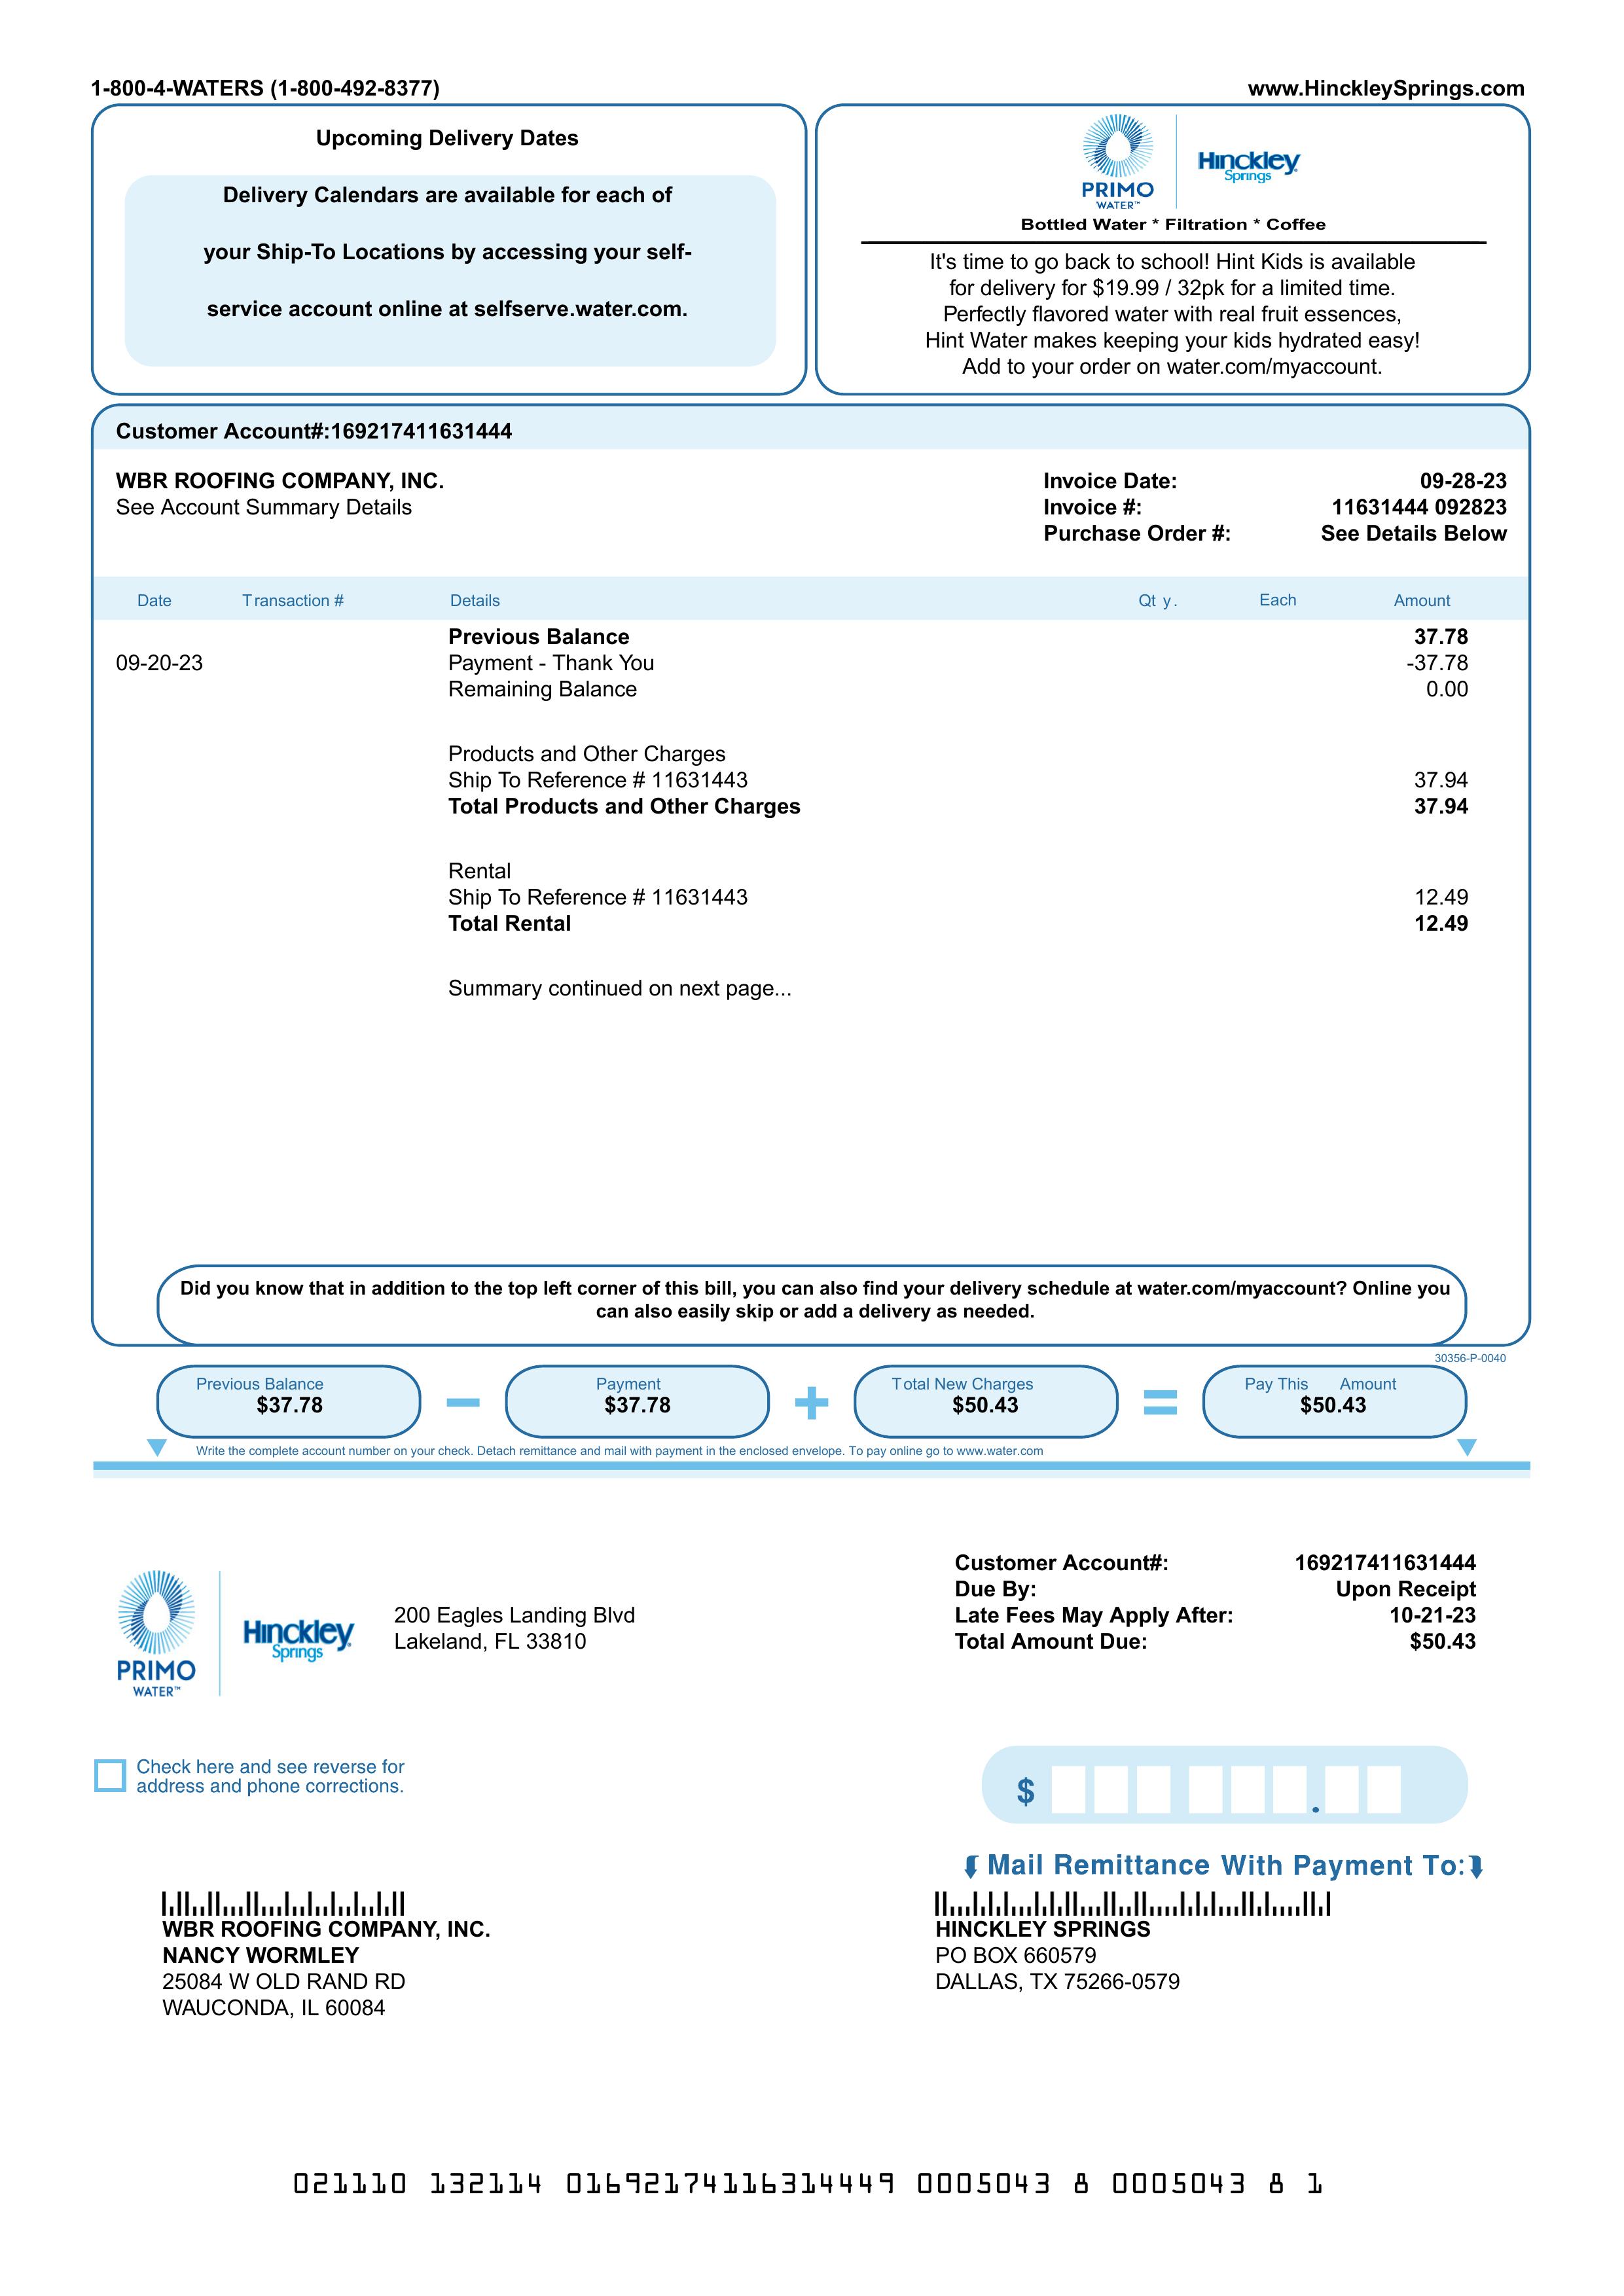 1-800-4-WATERS (1-800-492-8377)
www.HinckleySprings.com
Upcoming Delivery Dates
Delivery Calendars are available for each of
your Ship-To Locations by accessing your self-
service account online at selfserve.water.com.
PRIMO
WATER™
Hinckley
Springs
Bottled Water * Filtration * Coffee
It's time to go back to school! Hint Kids is available
for delivery for $19.99 / 32pk for a limited time.
Perfectly flavored water with real fruit essences,
Hint Water makes keeping your kids hydrated easy!
Add to your order on water.com/myaccount.
Customer Account#:169217411631444
WBR ROOFING COMPANY, INC.
See Account Summary Details
Invoice Date: 09-28-23
Invoice #: 11631444 092823
Purchase Order #: See Details Below
Date Transaction # Details Qt y. Each Amount
Previous Balance 37.78
09-20-23 Payment - Thank You -37.78
Remaining Balance 0.00
Products and Other Charges
Ship To Reference # 11631443 37.94
Total Products and Other Charges 37.94
Rental
Ship To Reference # 11631443 12.49
Total Rental 12.49
Summary continued on next page...
Did you know that in addition to the top left corner of this bill, you can also find your delivery schedule at water.com/myaccount? Online you
can also easily skip or add a delivery as needed.
30356-P-0040
Previous Balance Payment Total New Charges Pay This Amount
$37.78 − $37.78 + $50.43 = $50.43
Write the complete account number on your check. Detach remittance and mail with payment in the enclosed envelope. To pay online go to www.water.com
PRIMO
WATER™
Hinckley
Springs
200 Eagles Landing Blvd
Lakeland, FL 33810
Customer Account#: 169217411631444
Due By: Upon Receipt
Late Fees May Apply After: 10-21-23
Total Amount Due: $50.43
Check here and see reverse for
address and phone corrections.
$ .
Mail Remittance With Payment To:
WBR ROOFING COMPANY, INC.
NANCY WORMLEY
25084 W OLD RAND RD
WAUCONDA, IL 60084
HINCKLEY SPRINGS
PO BOX 660579
DALLAS, TX 75266-0579
021110 132114 01692174116314449 0005043 8 0005043 8 1